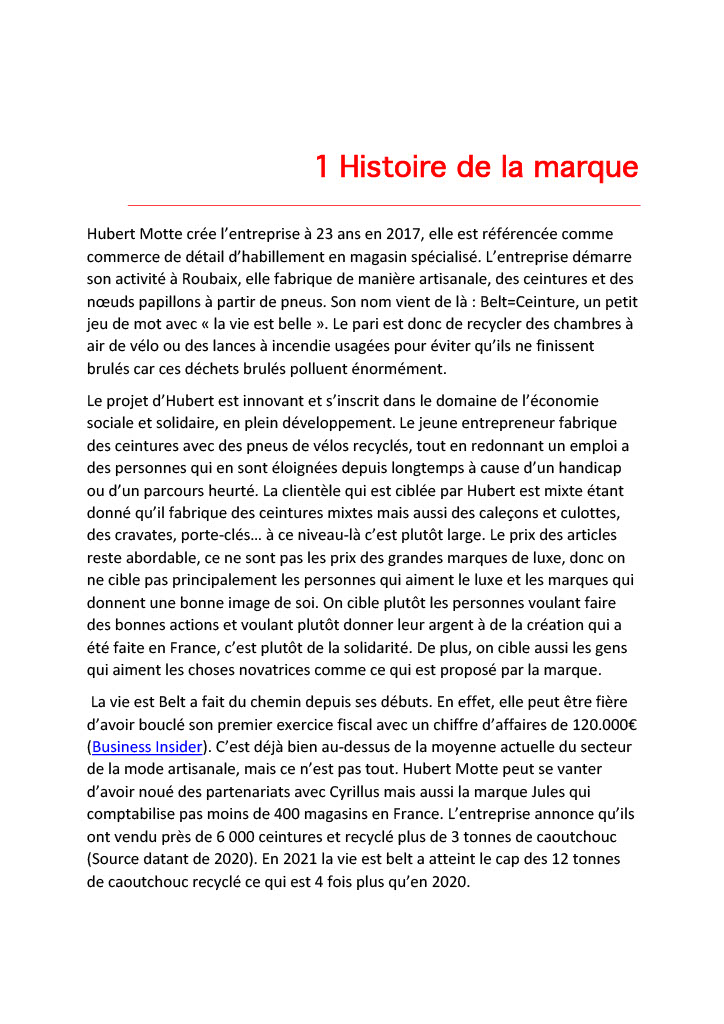 1 Histoire de la marque
Hubert Motte crée l’entreprise à 23 ans en 2017, elle est référencée comme
commerce de détail d’habillement en magasin spécialisé. L’entreprise démarre
son activité à Roubaix, elle fabrique de manière artisanale, des ceintures et des
nœuds papillons à partir de pneus. Son nom vient de là : Belt=Ceinture, un petit
jeu de mot avec « la vie est belle ». Le pari est donc de recycler des chambres à
air de vélo ou des lances à incendie usagées pour éviter qu’ils ne finissent
brulés car ces déchets brulés polluent énormément.
Le projet d’Hubert est innovant et s’inscrit dans le domaine de l’économie
sociale et solidaire, en plein développement. Le jeune entrepreneur fabrique
des ceintures avec des pneus de vélos recyclés, tout en redonnant un emploi a
des personnes qui en sont éloignées depuis longtemps à cause d’un handicap
ou d’un parcours heurté. La clientèle qui est ciblée par Hubert est mixte étant
donné qu’il fabrique des ceintures mixtes mais aussi des caleçons et culottes,
des cravates, porte-clés… à ce niveau-là c’est plutôt large. Le prix des articles
reste abordable, ce ne sont pas les prix des grandes marques de luxe, donc on
ne cible pas principalement les personnes qui aiment le luxe et les marques qui
donnent une bonne image de soi. On cible plutôt les personnes voulant faire
des bonnes actions et voulant plutôt donner leur argent à de la création qui a
été faite en France, c’est plutôt de la solidarité. De plus, on cible aussi les gens
qui aiment les choses novatrices comme ce qui est proposé par la marque.
La vie est Belt a fait du chemin depuis ses débuts. En effet, elle peut être fière
d’avoir bouclé son premier exercice fiscal avec un chiffre d’affaires de 120.000€
(Business Insider). C’est déjà bien au-dessus de la moyenne actuelle du secteur
de la mode artisanale, mais ce n’est pas tout. Hubert Motte peut se vanter
d’avoir noué des partenariats avec Cyrillus mais aussi la marque Jules qui
comptabilise pas moins de 400 magasins en France. L’entreprise annonce qu’ils
ont vendu près de 6 000 ceintures et recyclé plus de 3 tonnes de caoutchouc
(Source datant de 2020). En 2021 la vie est belt a atteint le cap des 12 tonnes
de caoutchouc recyclé ce qui est 4 fois plus qu’en 2020.